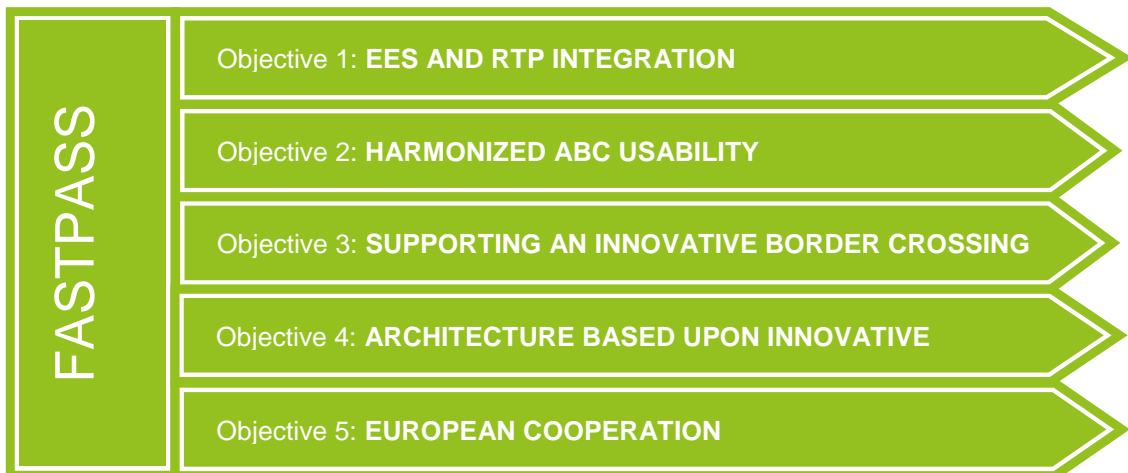 FASTPASS
Objective 1: EES AND RTP INTEGRATION
Objective 2: HARMONIZED ABC USABILITY
Objective 3: SUPPORTING AN INNOVATIVE BORDER CROSSING
Objective 4: ARCHITECTURE BASED UPON INNOVATIVE
Objective 5: EUROPEAN COOPERATION